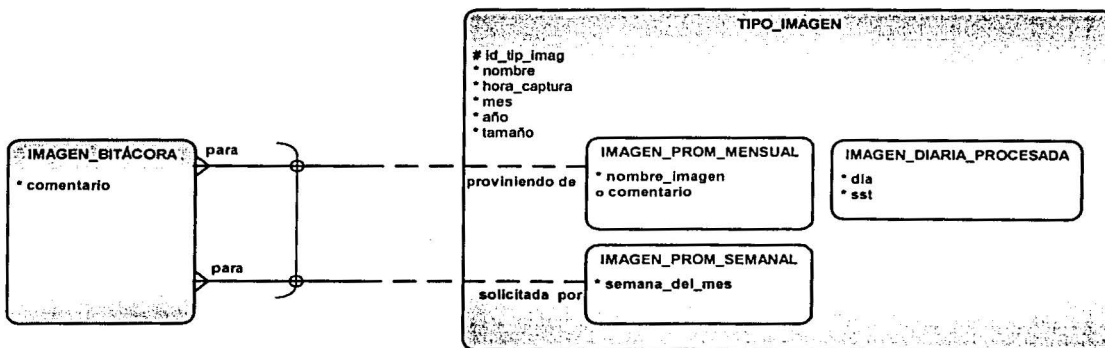 TIPO_IMAGEN
# id_tip_imag
* nombre
* hora_captura
* mes
* año
* tamaño
IMAGEN_BITÁCORA
* comentario
para
para
proviniendo de
solicitada por
IMAGEN_PROM_MENSUAL
* nombre_imagen
o comentario
IMAGEN_DIARIA_PROCESADA
* dia
* sst
IMAGEN_PROM_SEMANAL
* semana_del_mes